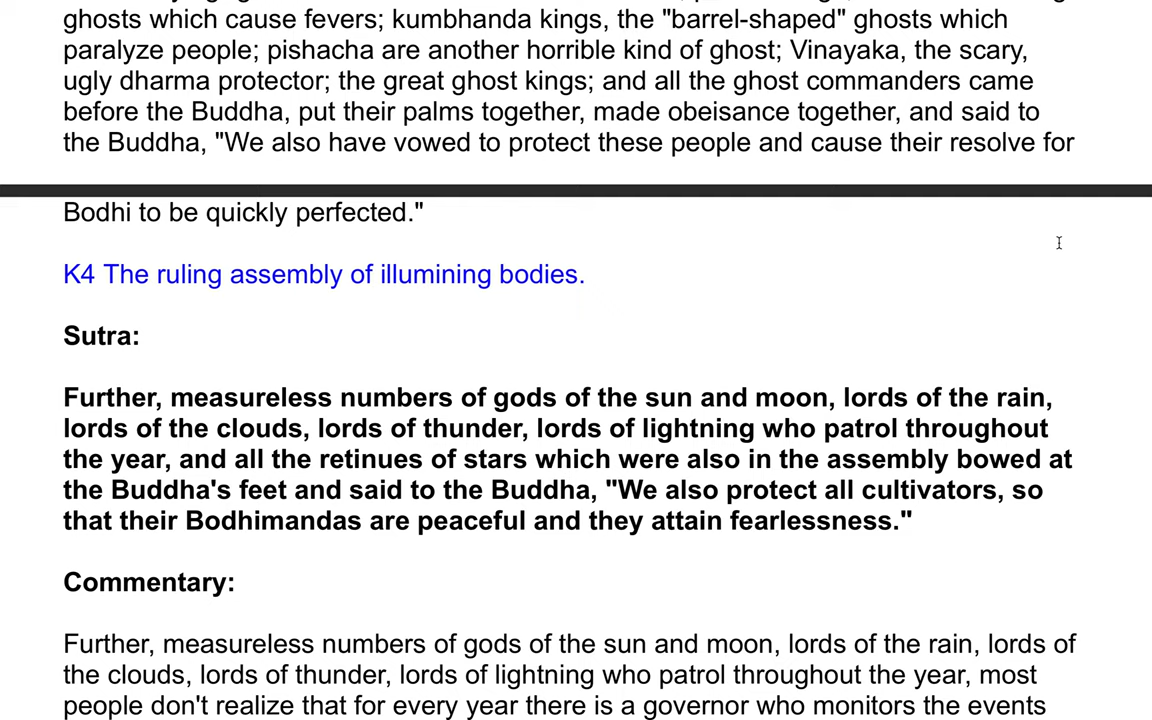 ghosts which cause fevers; kumbhanda kings, the "barrel-shaped" ghosts which
paralyze people; pishacha are another horrible kind of ghost; Vinayaka, the scary,
ugly dharma protector; the great ghost kings; and all the ghost commanders came
before the Buddha, put their palms together, made obeisance together, and said to
the Buddha, "We also have vowed to protect these people and cause their resolve for
Bodhi to be quickly perfected."
K4 The ruling assembly of illumining bodies.
Sutra:
Further, measureless numbers of gods of the sun and moon, lords of the rain,
lords of the clouds, lords of thunder, lords of lightning who patrol throughout
the year, and all the retinues of stars which were also in the assembly bowed at
the Buddha's feet and said to the Buddha, "We also protect all cultivators, so
that their Bodhimandas are peaceful and they attain fearlessness."
Commentary:
Further, measureless numbers of gods of the sun and moon, lords of the rain, lords of
the clouds, lords of thunder, lords of lightning who patrol throughout the year, most
people don't realize that for every year there is a governor who monitors the events